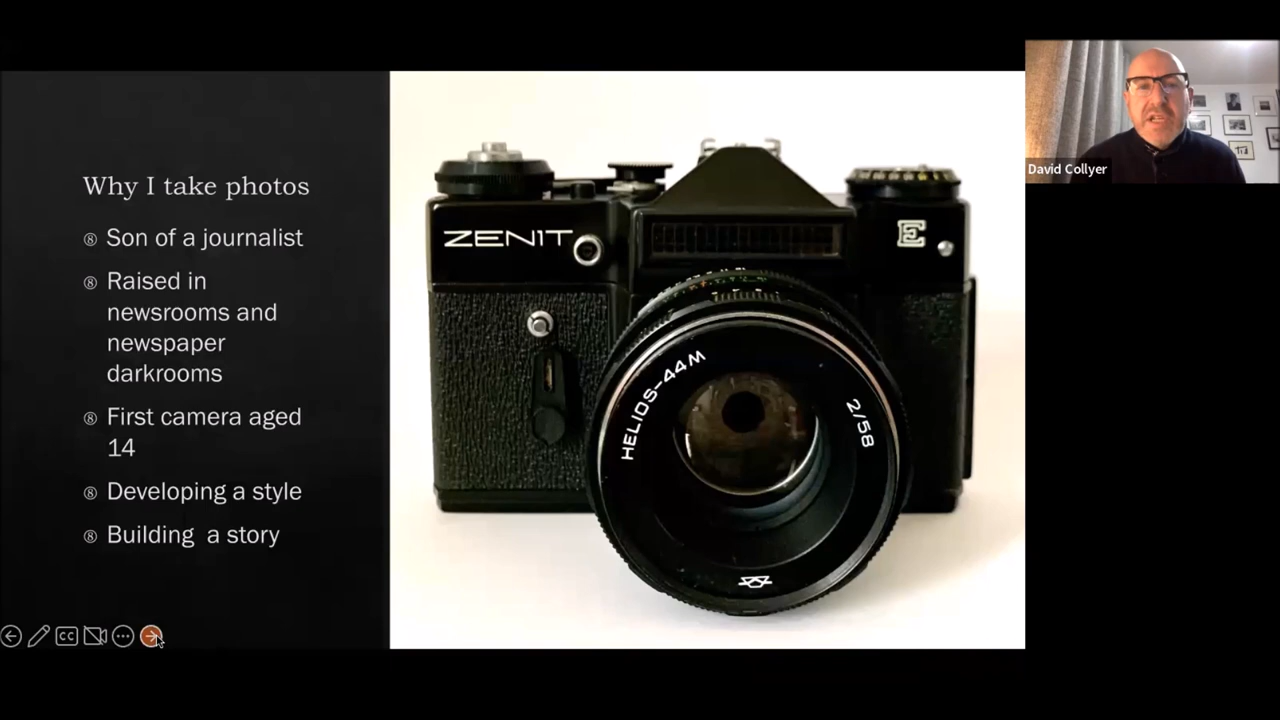 Why I take photos
Son of a journalist
Raised in
newsrooms and
newspaper
darkrooms
First camera aged
14
Developing a style
Building  a story
ZENIT
E
HELIOS-44M
2/58
David Collyer
CC